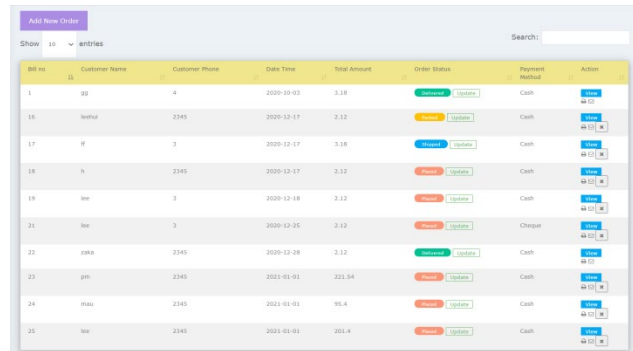 Add New Order
Show 10 entries
Search:
Bill no Customer Name Customer Phone Date Time Total Amount Order Status Payment Method Action
1 gg 4 2020-10-03 3.18 Delivered Update Cash View
16 leehui 2345 2020-12-17 2.12 Update Cash View
17 lf 3 2020-12-17 3.18 Shipped Update Cash View
18 h 2345 2020-12-17 2.12 Placed Update Cash View
19 lee 3 2020-12-18 2.12 Placed Update Cash View
21 lee 3 2020-12-25 2.12 Placed Update Cheque View
22 zaka 2345 2020-12-28 2.12 Delivered Update Cash View
23 pm 2345 2021-01-01 221.54 Placed Update Cash View
24 mau 2345 2021-01-01 95.4 Placed Update Cash View
25 lee 2345 2021-01-01 201.4 Placed Update Cash View